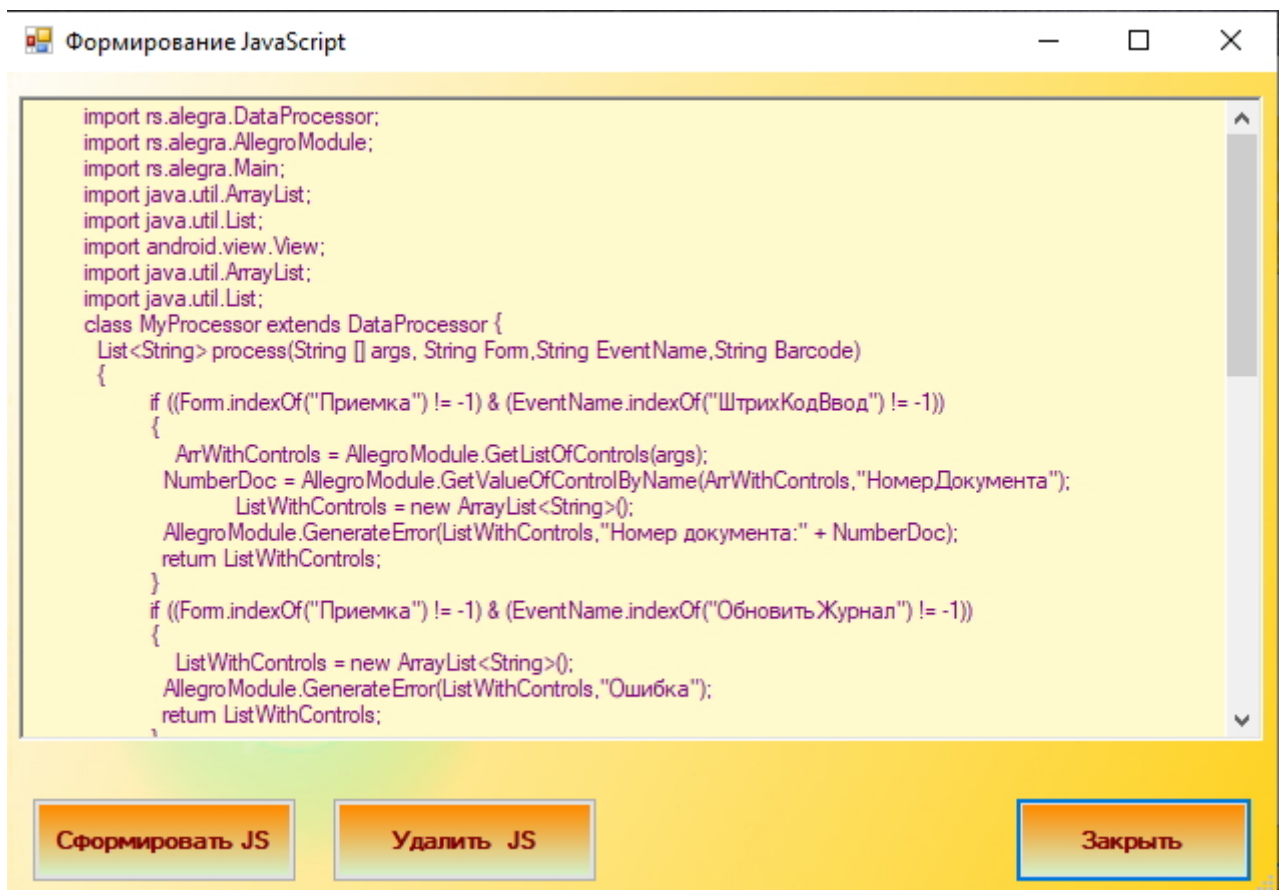 Формирование JavaScript
import rs.alegra.DataProcessor;
import rs.alegra.AllegroModule;
import rs.alegra.Main;
import java.util.ArrayList;
import java.util.List;
import android.view.View;
import java.util.ArrayList;
import java.util.List;
class MyProcessor extends DataProcessor {
List<String> process(String [] args, String Form,String EventName,String Barcode)
{
if ((Form.indexOf("Приемка") != -1) & (EventName.indexOf("ШтрихКодВвод") != -1))
{
ArrWithControls = AllegroModule.GetListOfControls(args);
NumberDoc = AllegroModule.GetValueOfControlByName(ArrWithControls,"НомерДокумента");
ListWithControls = new ArrayList<String>();
AllegroModule.GenerateError(ListWithControls,"Номер документа:" + NumberDoc);
return ListWithControls;
}
if ((Form.indexOf("Приемка") != -1) & (EventName.indexOf("ОбновитьЖурнал") != -1))
{
ListWithControls = new ArrayList<String>();
AllegroModule.GenerateError(ListWithControls,"Ошибка");
return ListWithControls;
}
Сформировать JS
Удалить JS
Закрыть